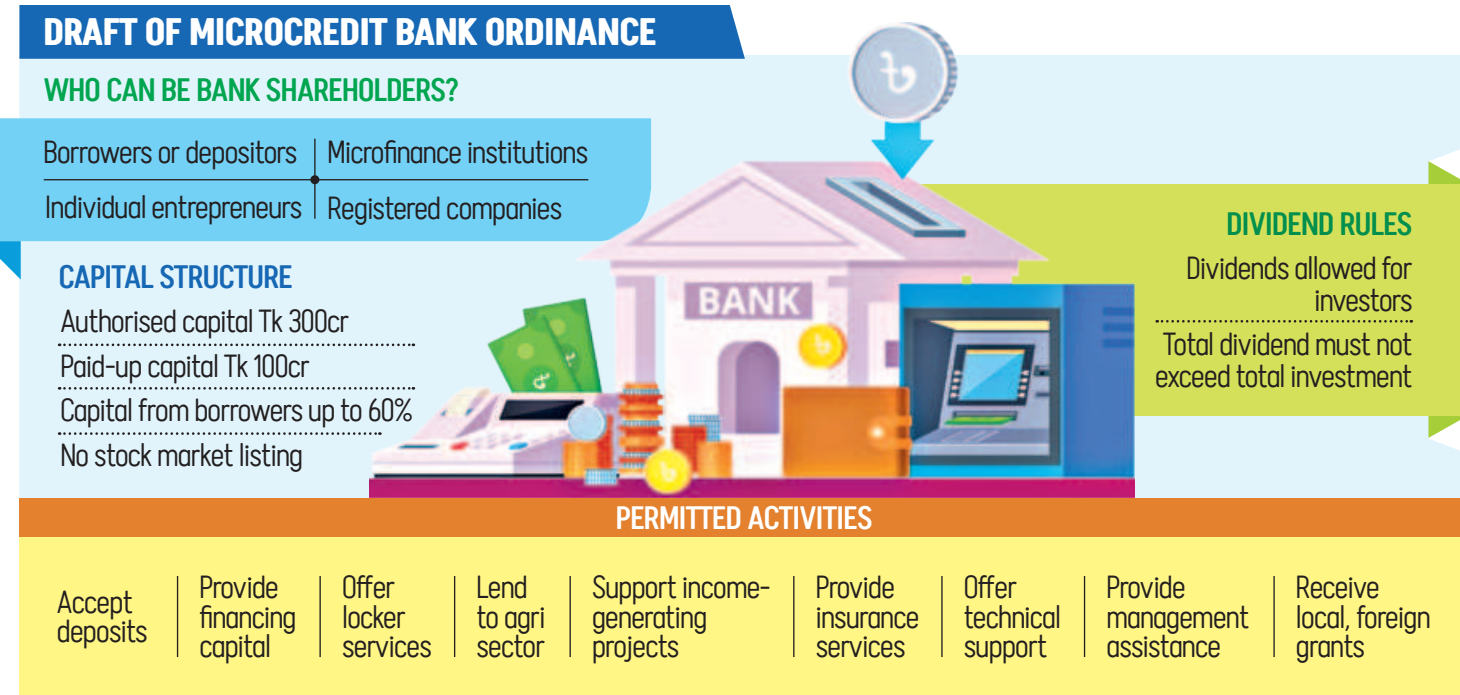 DRAFT OF MICROCREDIT BANK ORDINANCE
WHO CAN BE BANK SHAREHOLDERS?
Borrowers or depositors
Microfinance institutions
Individual entrepreneurs
Registered companies
CAPITAL STRUCTURE
Authorised capital Tk 300cr
Paid-up capital Tk 100cr
Capital from borrowers up to 60%
No stock market listing
৳
BANK
৳
৳
৳
DIVIDEND RULES
Dividends allowed for
investors
Total dividend must not
exceed total investment
PERMITTED ACTIVITIES
Accept
deposits
Provide
financing
capital
Offer
locker
services
Lend
to agri
sector
Support income-
generating
projects
Provide
insurance
services
Offer
technical
support
Provide
management
assistance
Receive
local, foreign
grants